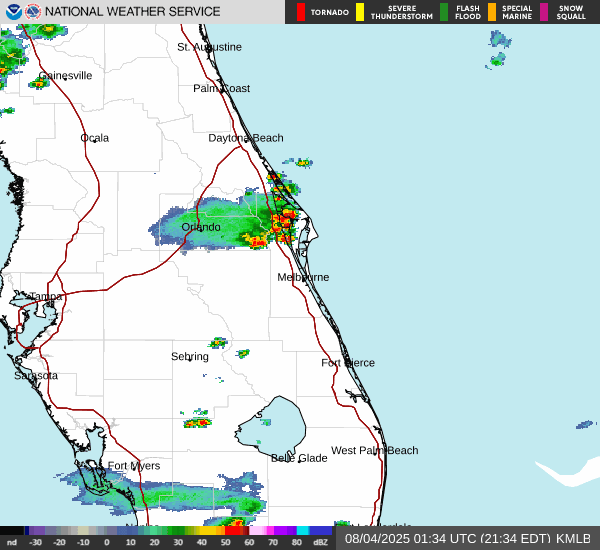 NATIONAL WEATHER SERVICE
TORNADO
SEVERE
THUNDERSTORM
FLASH
FLOOD
SPECIAL
MARINE
SNOW
SQUALL
St. Augustine
Gainesville
Palm Coast
Ocala
Daytona Beach
Orlando
Melbourne
Tampa
Sebring
Fort Pierce
Sarasota
West Palm Beach
Belle Glade
Fort Myers
nd -30 -20 -10 0 10 20 30 40 50 60 70 80 dBZ
08/04/2025 01:34 UTC (21:34 EDT) KMLB